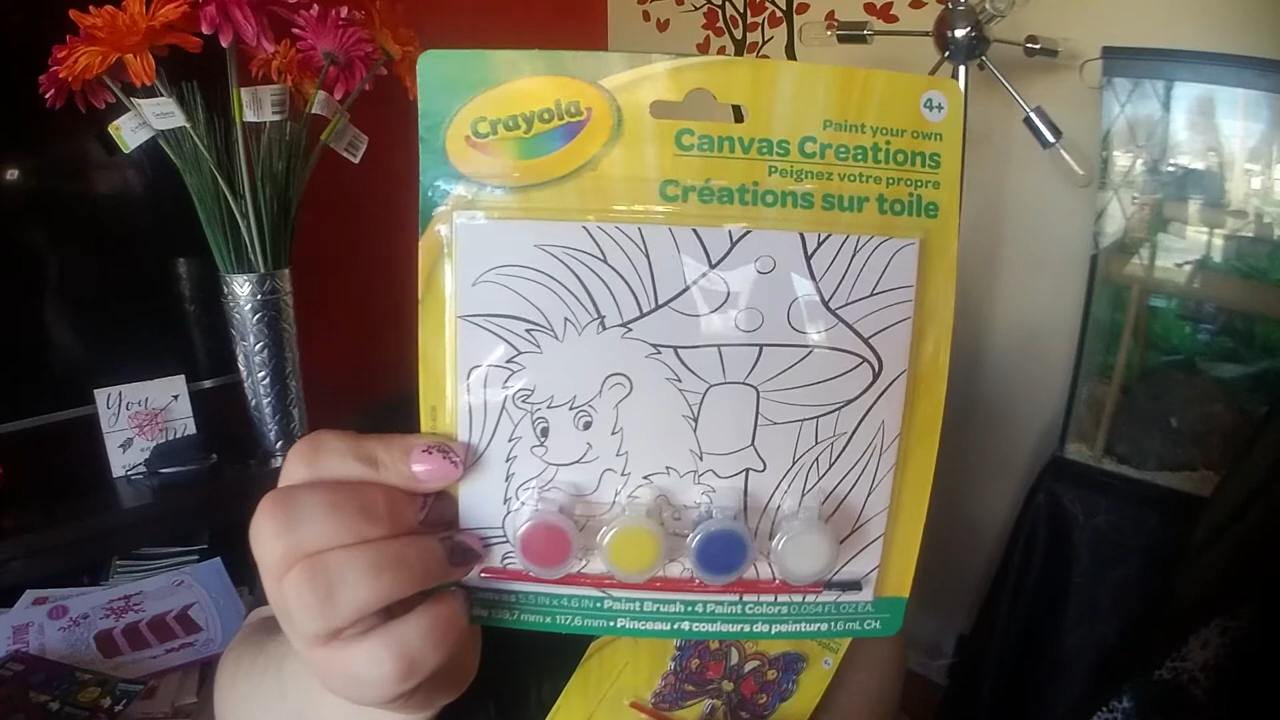 Crayola
4+
Paint your own
Canvas Creations
Peignez votre propre
Créations sur toile
Canvas 5.5 IN x 4.6 IN • Paint Brush • 4 Paint Colors 0.054 FL OZ EA.
139,7 mm x 117,6 mm • Pinceau • 4 couleurs de peinture 1,6 mL CH.
You